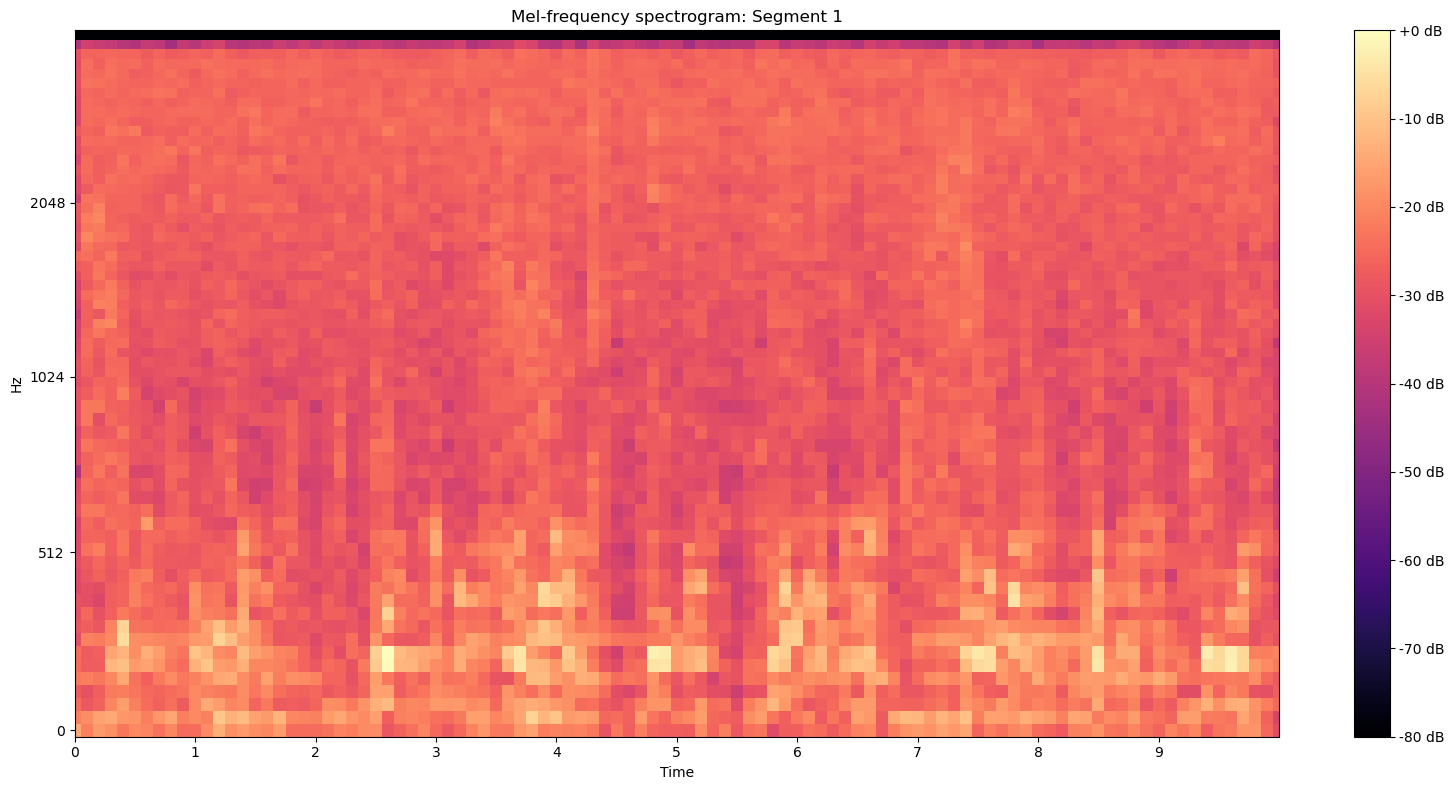 Mel-frequency spectrogram: Segment 1
Hz
2048
1024
512
0
0 1 2 3 4 5 6 7 8 9
Time
+0 dB
-10 dB
-20 dB
-30 dB
-40 dB
-50 dB
-60 dB
-70 dB
-80 dB